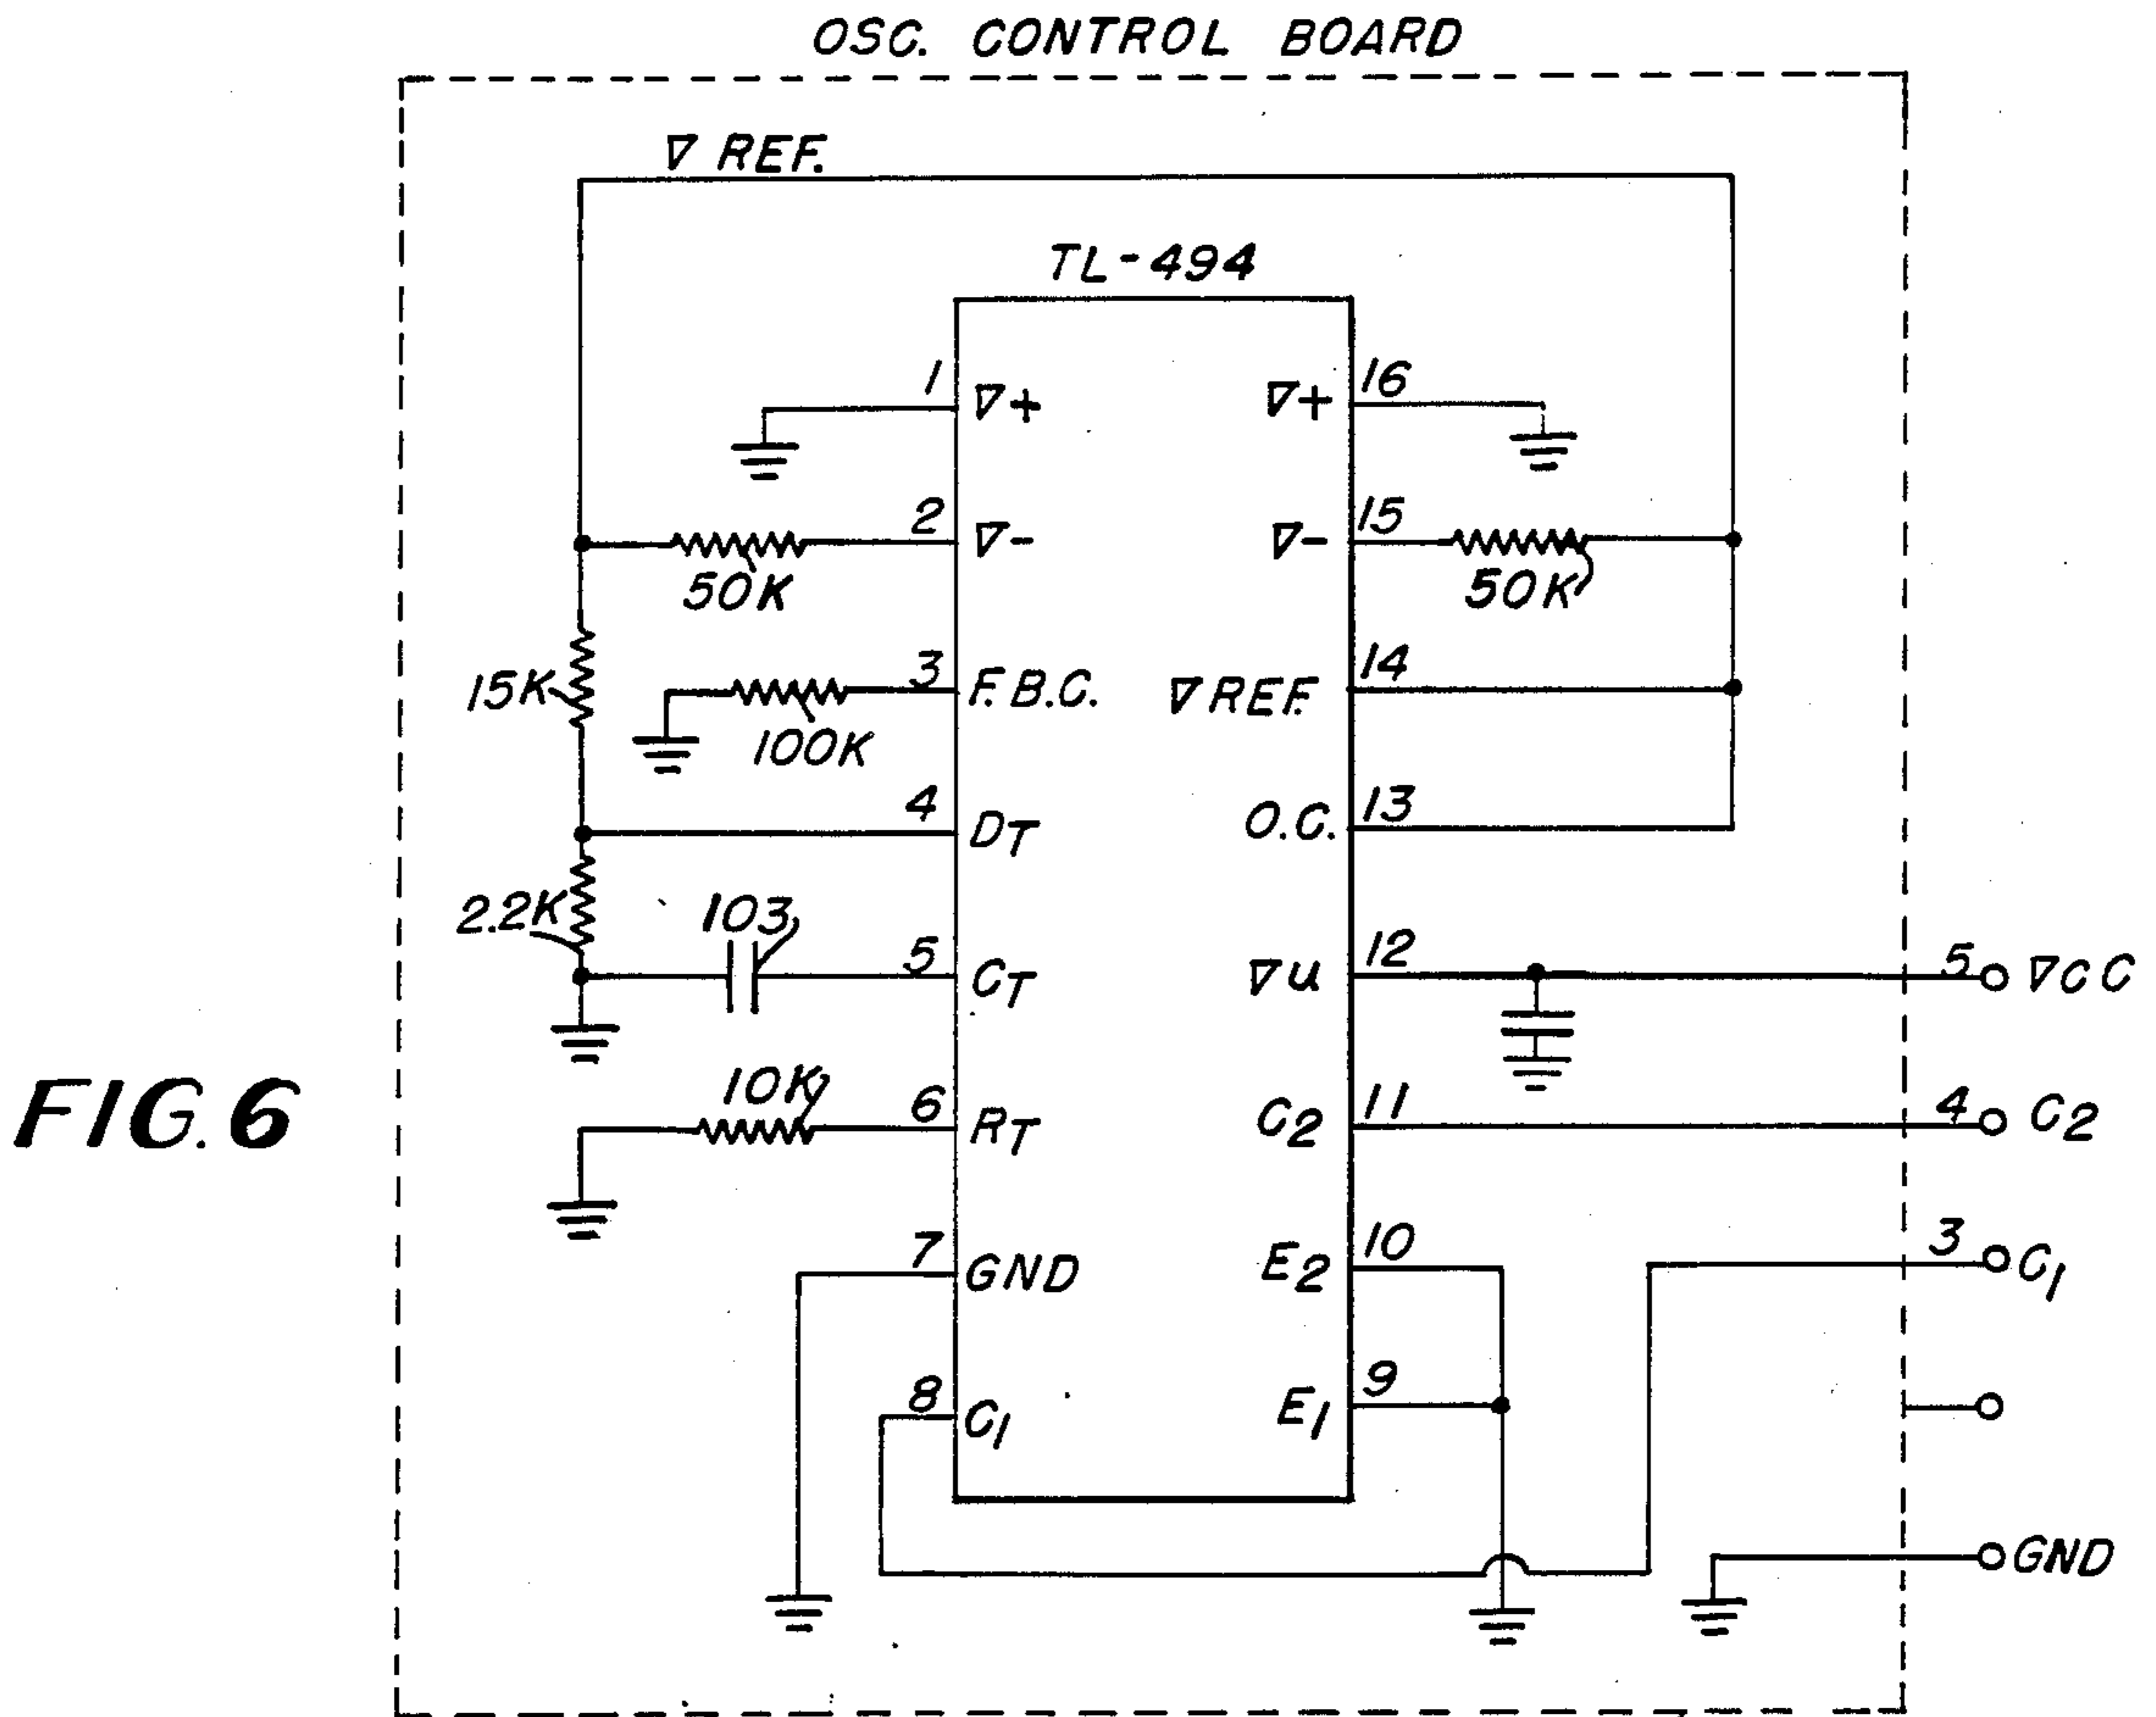 OSC. CONTROL BOARD
V REF.
TL-494
1 V+
V+ 16
2 V-
V- 15
50K
50K
15K
3 F.B.C.
V REF. 14
100K
4 DT
O.C. 13
2.2K
103
5 CT
Vu 12
5 VCC
10K
6 RT
C2 11
4 C2
FIG. 6
7 GND
E2 10
3 C1
8 C1
E1 9
GND